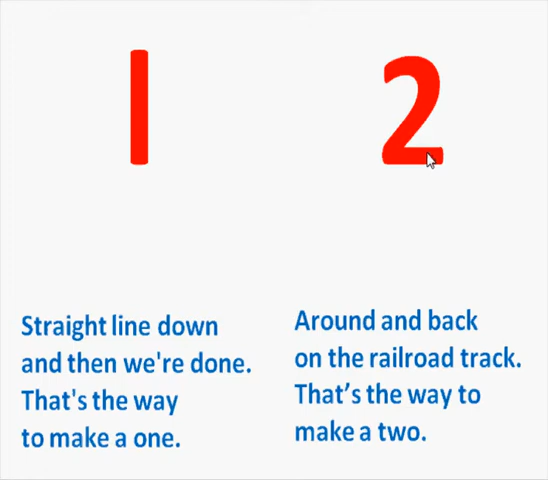 1 2
Straight line down
and then we're done.
That's the way
to make a one.
Around and back
on the railroad track.
That’s the way to
make a two.